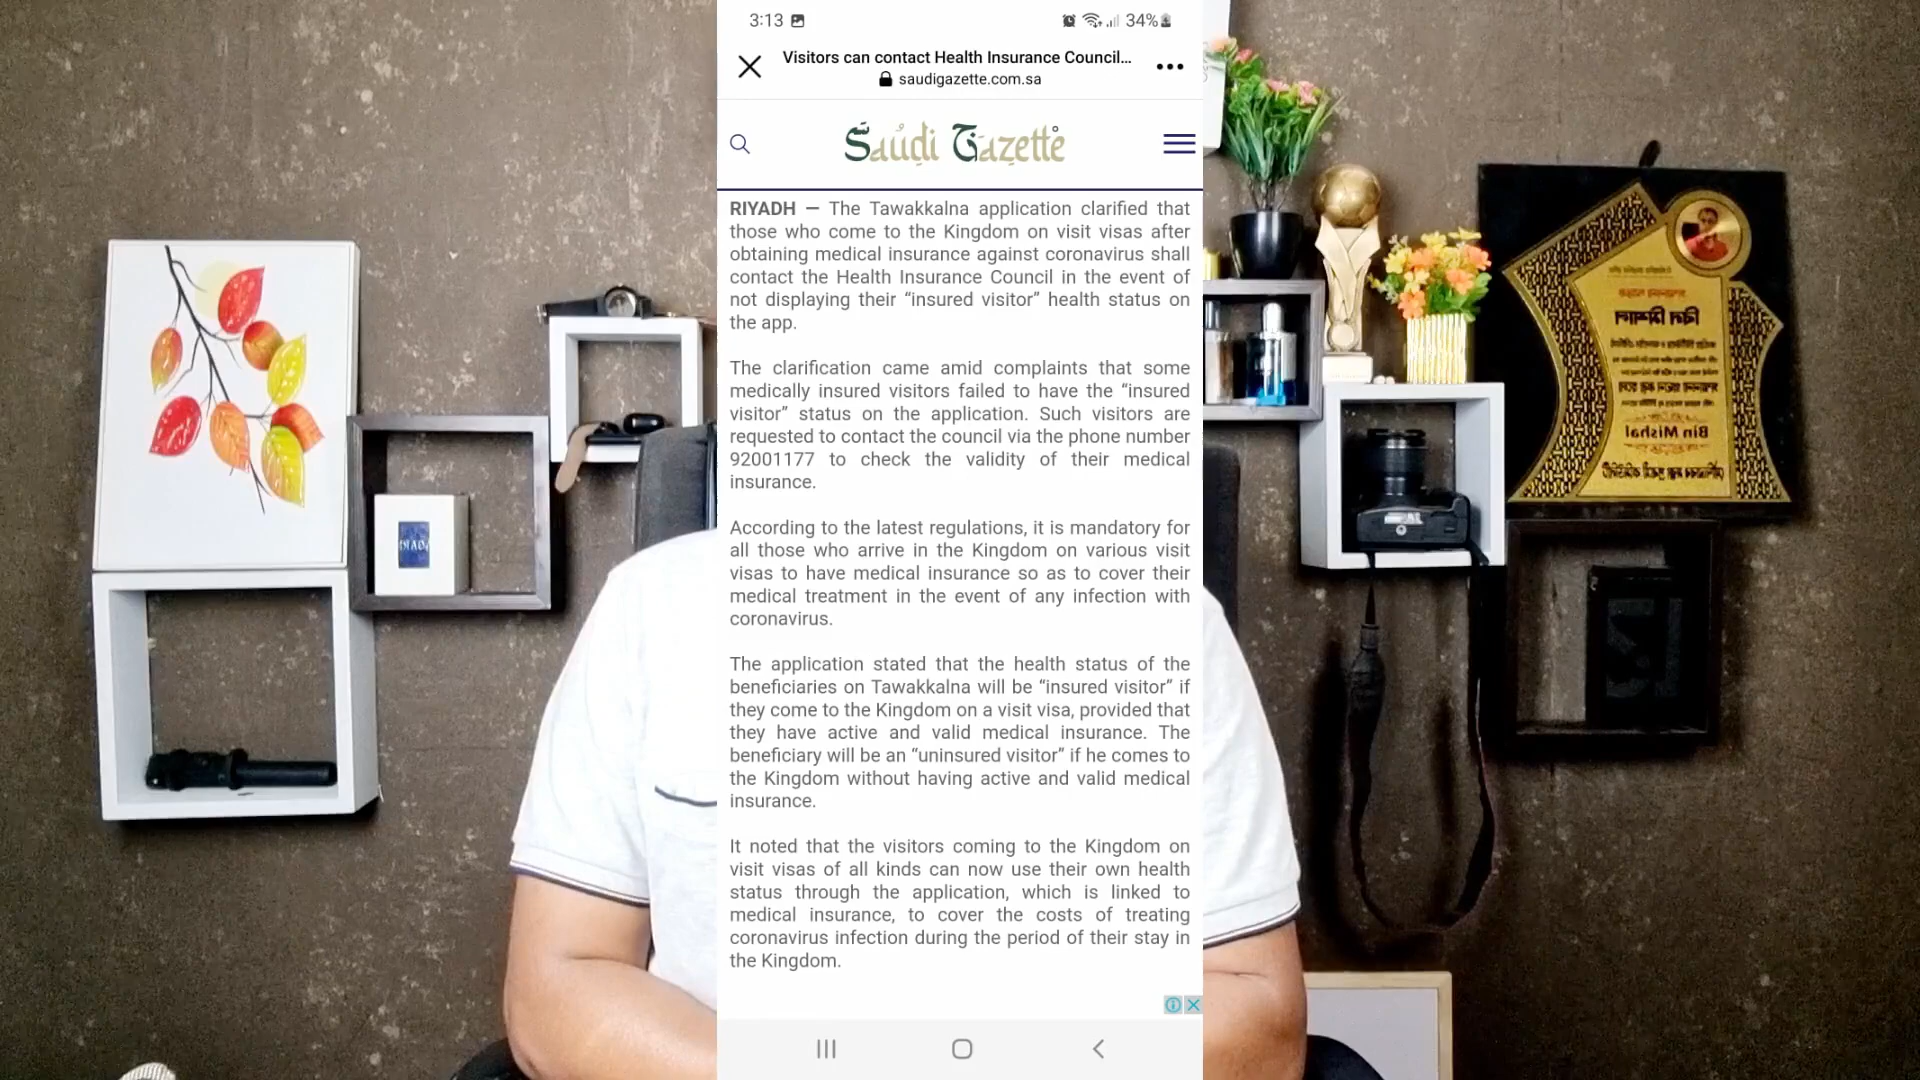 3:13
34%
Visitors can contact Health Insurance Council...
saudigazette.com.sa
Saudi Gazette
RIYADH — The Tawakkalna application clarified that
those who come to the Kingdom on visit visas after
obtaining medical insurance against coronavirus shall
contact the Health Insurance Council in the event of
not displaying their “insured visitor” health status on
the app.
The clarification came amid complaints that some
medically insured visitors failed to have the “insured
visitor” status on the application. Such visitors are
requested to contact the council via the phone number
92001177 to check the validity of their medical
insurance.
According to the latest regulations, it is mandatory for
all those who arrive in the Kingdom on various visit
visas to have medical insurance so as to cover their
medical treatment in the event of any infection with
coronavirus.
The application stated that the health status of the
beneficiaries on Tawakkalna will be “insured visitor” if
they come to the Kingdom on a visit visa, provided that
they have active and valid medical insurance. The
beneficiary will be an “uninsured visitor” if he comes to
the Kingdom without having active and valid medical
insurance.
It noted that the visitors coming to the Kingdom on
visit visas of all kinds can now use their own health
status through the application, which is linked to
medical insurance, to cover the costs of treating
coronavirus infection during the period of their stay in
the Kingdom.
বিন মিশাল
Bin Mishal